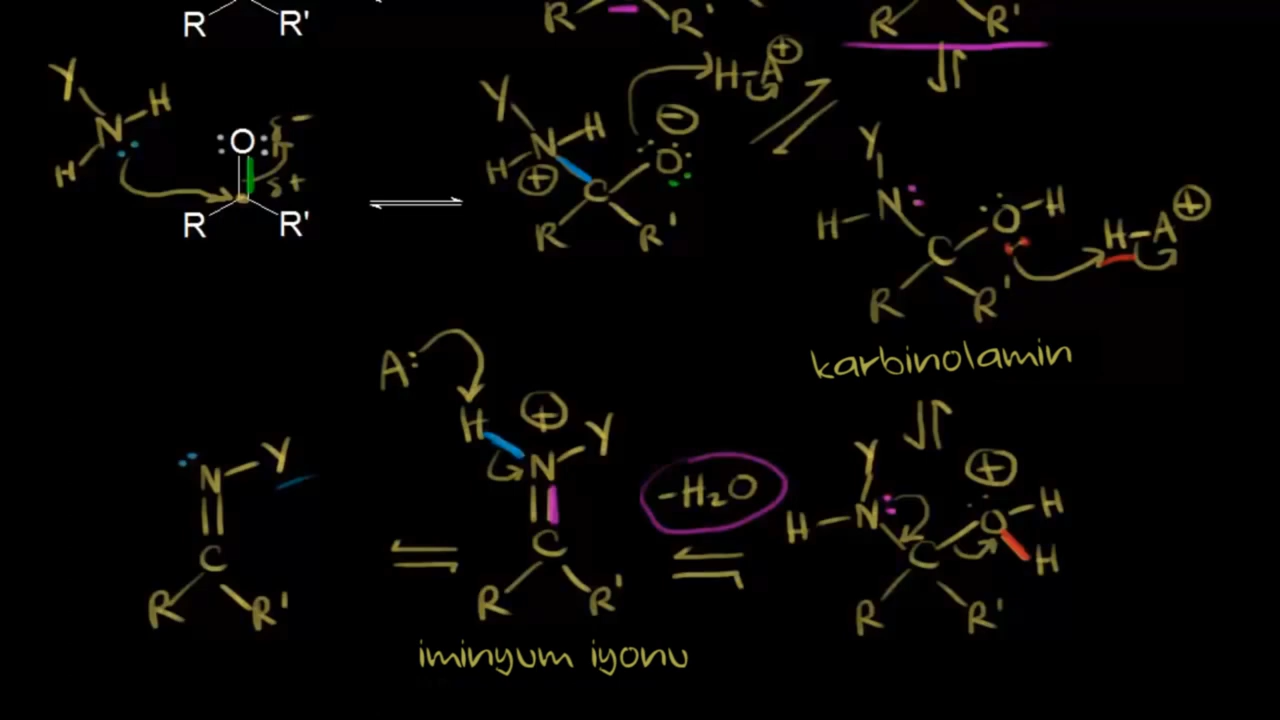 R R'
R R'
R R'
Y
N H
H
O δ-
δ+
R R'
Y
N H
H ⊕
C O ⊖
R R'
H-A ⊕
Y
H N O-H
C
R R'
H-A ⊕
karbinolamin
A:
N Y
C
R R'
H ⊕
N Y
C
R R'
iminyum iyonu
-H₂O
Y ⊕
H N O H
C H
R R'